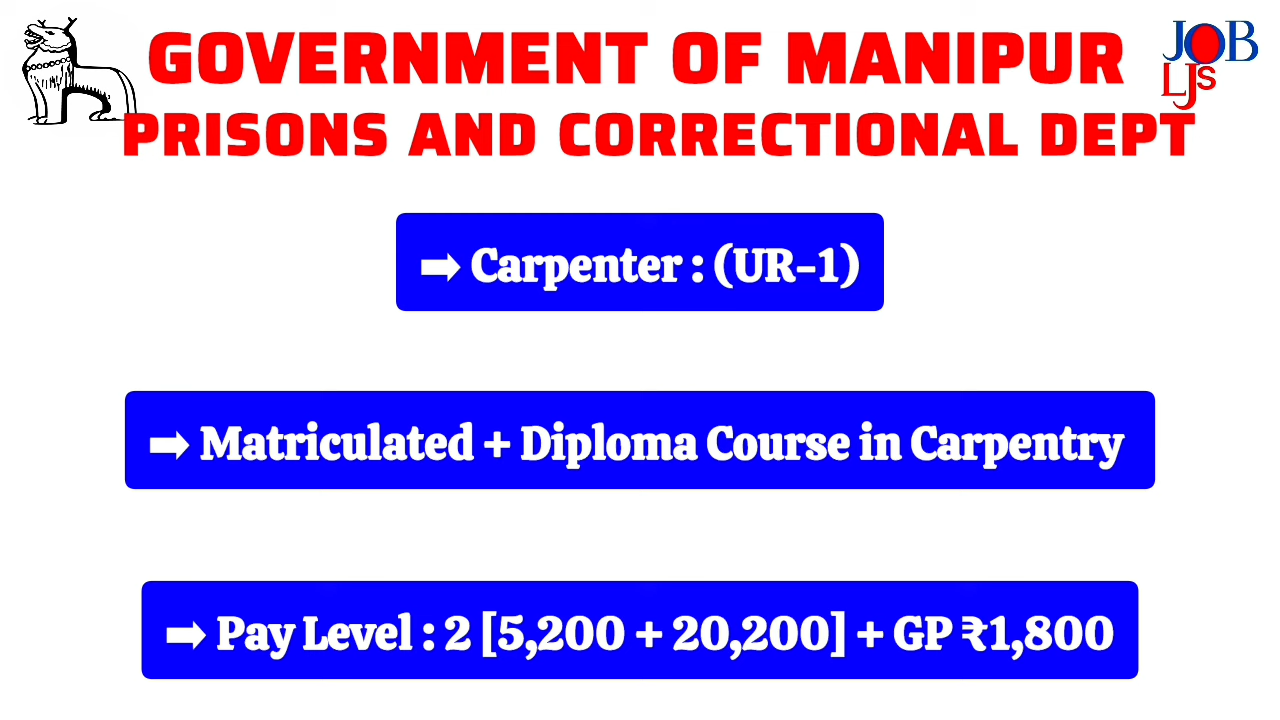 GOVERNMENT OF MANIPUR
JOB
LJS
PRISONS AND CORRECTIONAL DEPT
➡ Carpenter : (UR-1)
➡ Matriculated + Diploma Course in Carpentry
➡ Pay Level : 2 [5,200 + 20,200] + GP ₹1,800